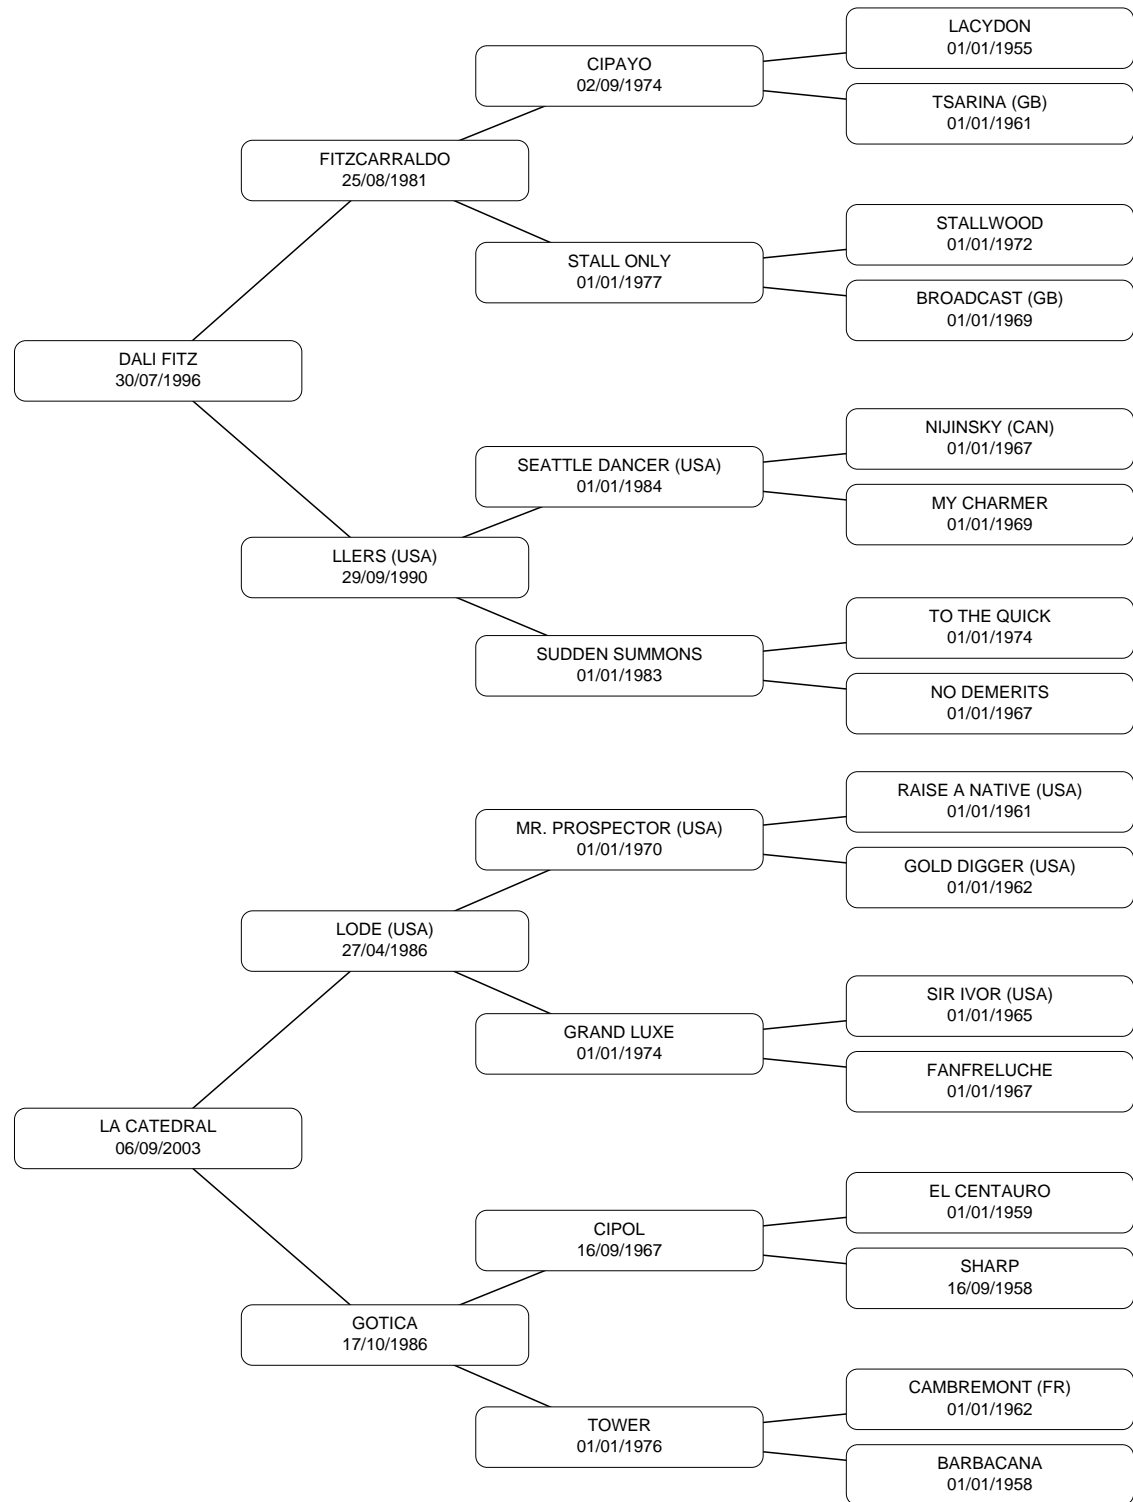 LACYDON
01/01/1955
CIPAYO
02/09/1974
TSARINA (GB)
01/01/1961
FITZCARRALDO
25/08/1981
STALLWOOD
01/01/1972
STALL ONLY
01/01/1977
BROADCAST (GB)
01/01/1969
DALI FITZ
30/07/1996
NIJINSKY (CAN)
01/01/1967
SEATTLE DANCER (USA)
01/01/1984
MY CHARMER
01/01/1969
LLERS (USA)
29/09/1990
TO THE QUICK
01/01/1974
SUDDEN SUMMONS
01/01/1983
NO DEMERITS
01/01/1967
RAISE A NATIVE (USA)
01/01/1961
MR. PROSPECTOR (USA)
01/01/1970
GOLD DIGGER (USA)
01/01/1962
LODE (USA)
27/04/1986
SIR IVOR (USA)
01/01/1965
GRAND LUXE
01/01/1974
FANFRELUCHE
01/01/1967
LA CATEDRAL
06/09/2003
EL CENTAURO
01/01/1959
CIPOL
16/09/1967
SHARP
16/09/1958
GOTICA
17/10/1986
CAMBREMONT (FR)
01/01/1962
TOWER
01/01/1976
BARBACANA
01/01/1958